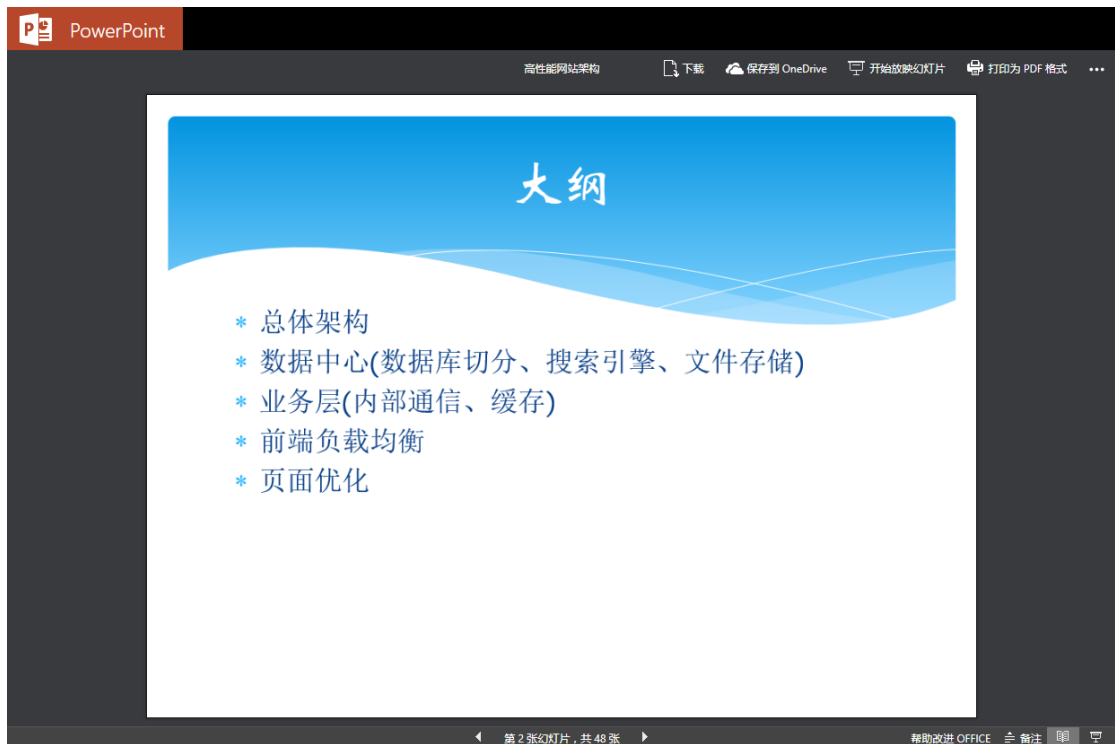 PowerPoint
高性能网站架构 下载 保存到 OneDrive 开始放映幻灯片 打印为 PDF 格式 •••
大纲
* 总体架构
* 数据中心(数据库切分、搜索引擎、文件存储)
* 业务层(内部通信、缓存)
* 前端负载均衡
* 页面优化
第 2 张幻灯片，共 48 张 帮助改进 OFFICE 备注